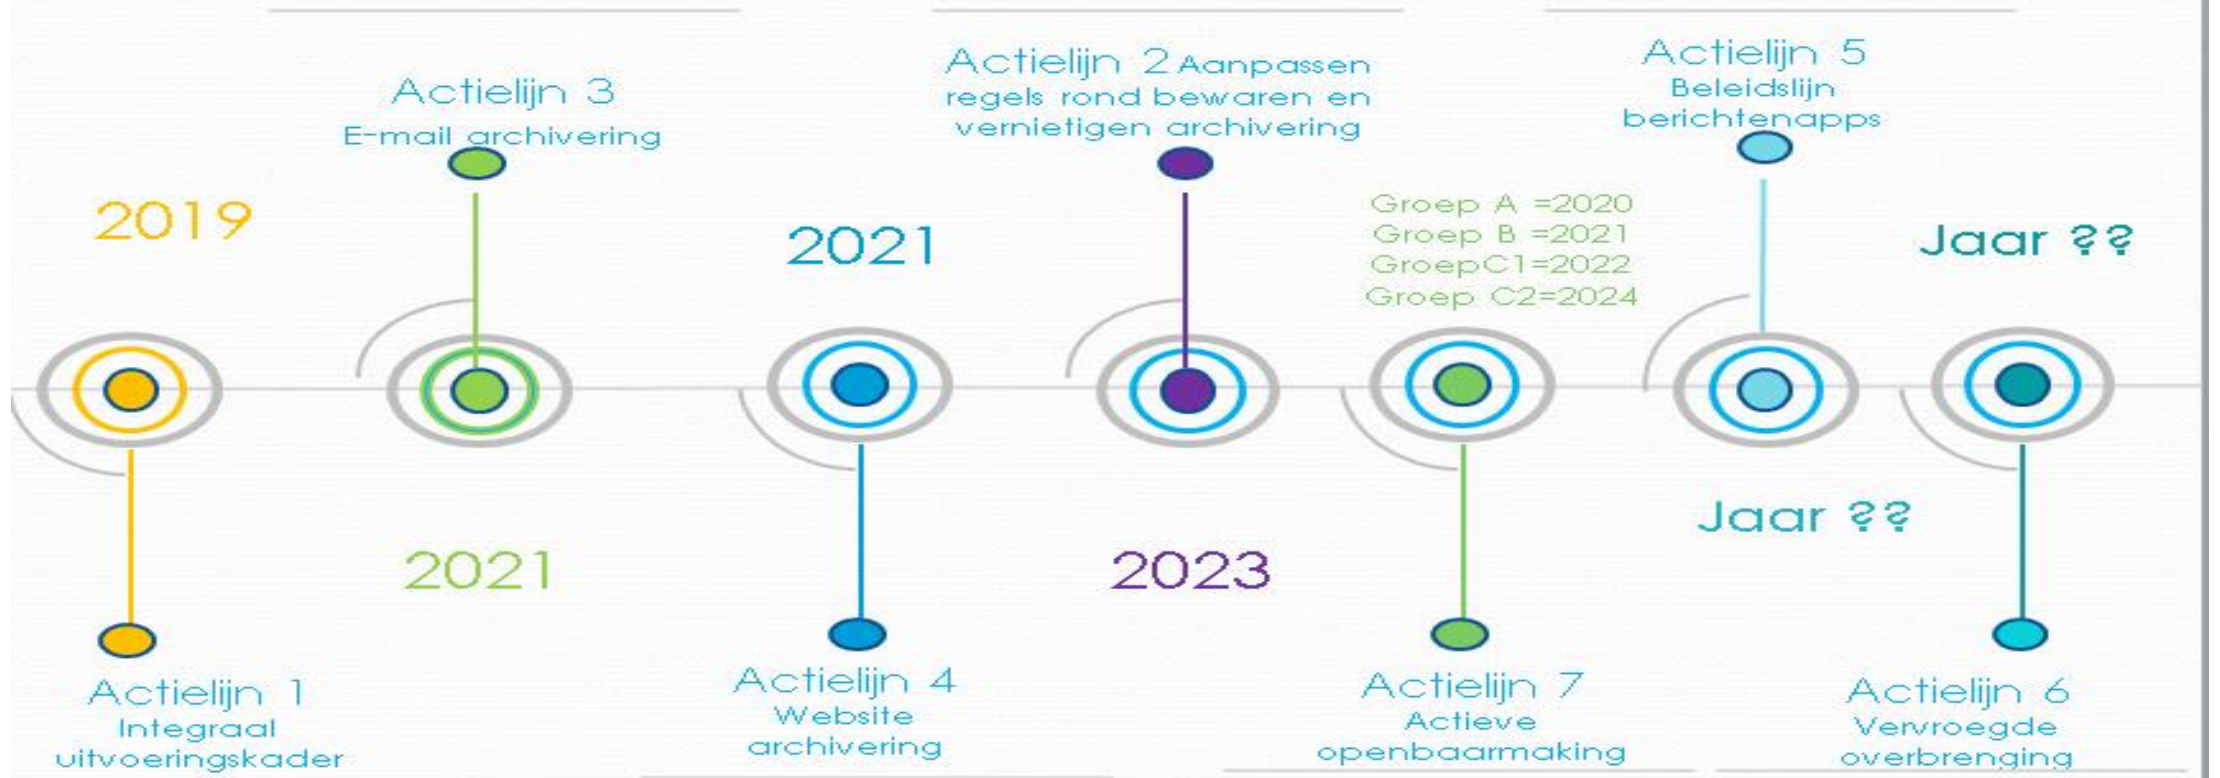 Actielijn 3
E-mail archivering
Actielijn 2 Aanpassen
regels rond bewaren en
vernietigen archivering
Actielijn 5
Beleidslijn
berichtenapps
2019
2021
Groep A =2020
Groep B =2021
GroepC1=2022
Groep C2=2024
Jaar ??
2021
2023
Jaar ??
Actielijn 1
Integraal
uitvoeringskader
Actielijn 4
Website
archivering
Actielijn 7
Actieve
openbaarmaking
Actielijn 6
Vervroegde
overbrenging